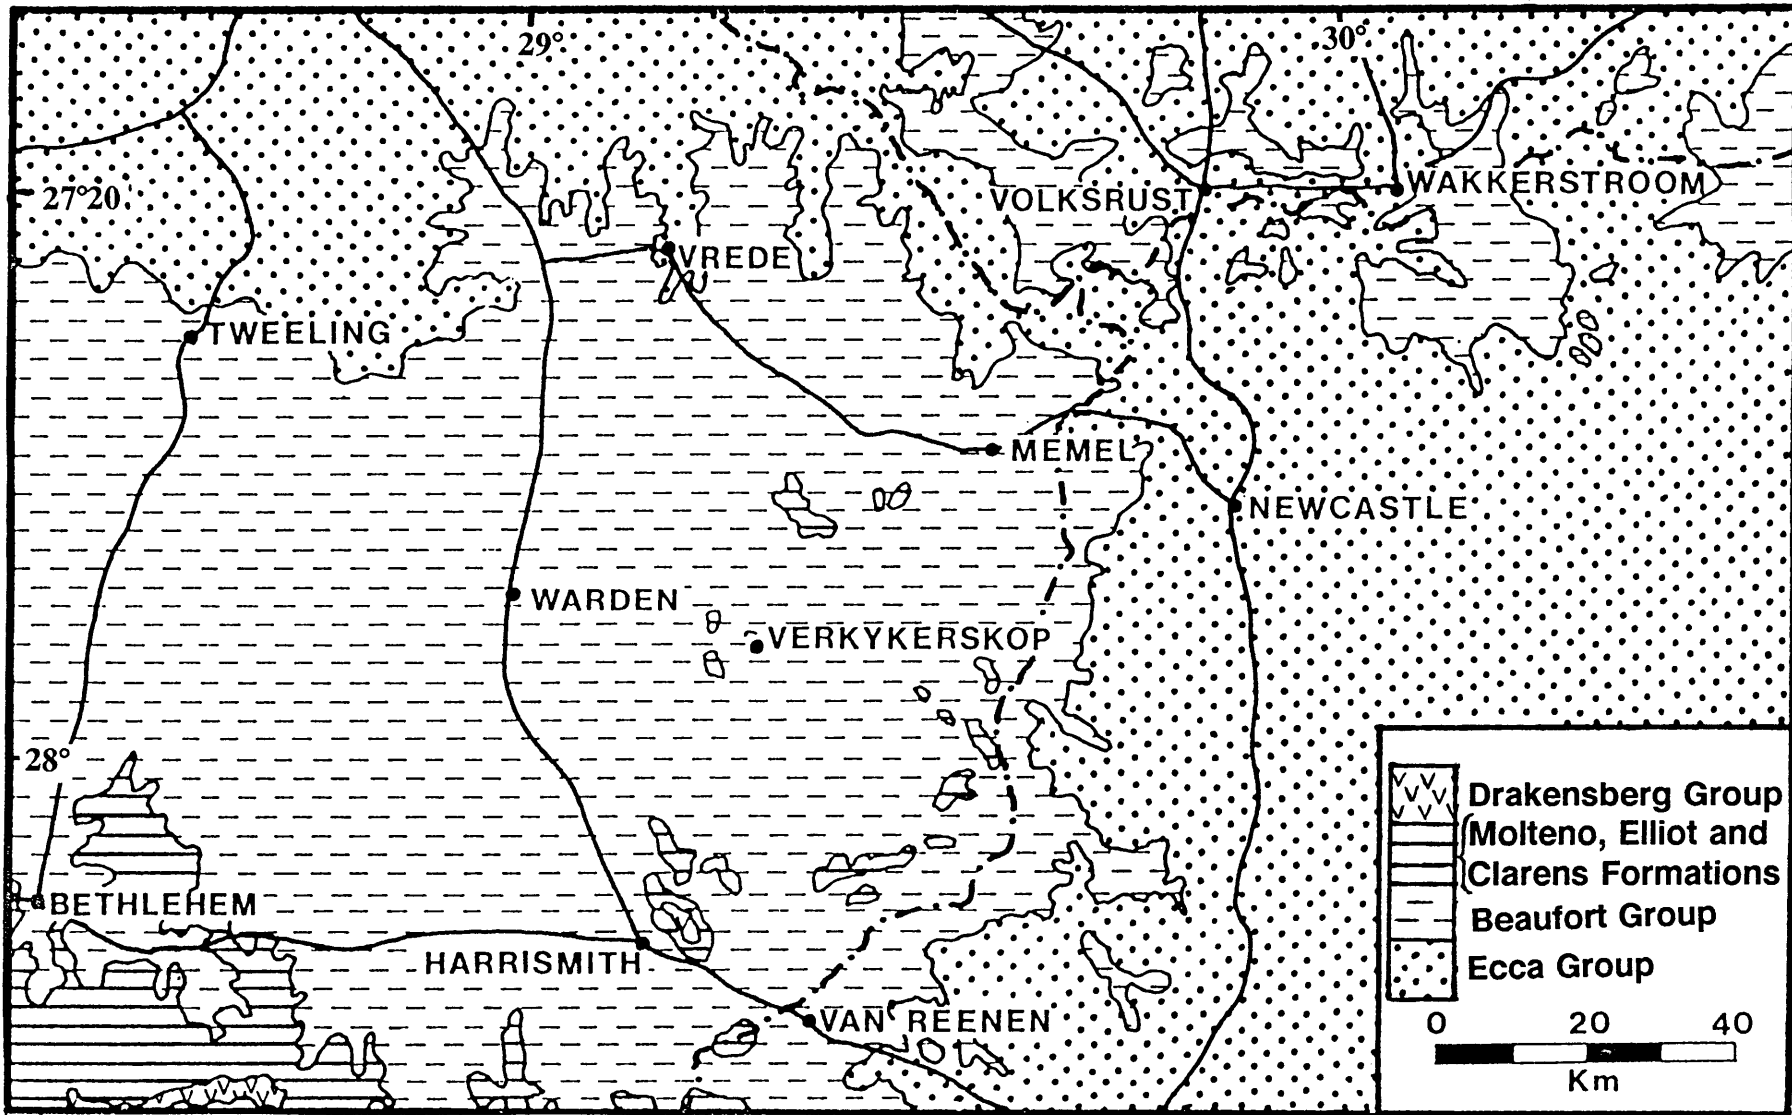 29°
30°
27°20'
VOLKSRUST
WAKKERSTROOM
VREDE
TWEELING
MEMEL
NEWCASTLE
WARDEN
VERKYKERSKOP
28°
BETHLEHEM
HARRISMITH
VAN REENEN
Drakensberg Group
Molteno, Elliot and
Clarens Formations
Beaufort Group
Ecca Group
0 20 40
Km